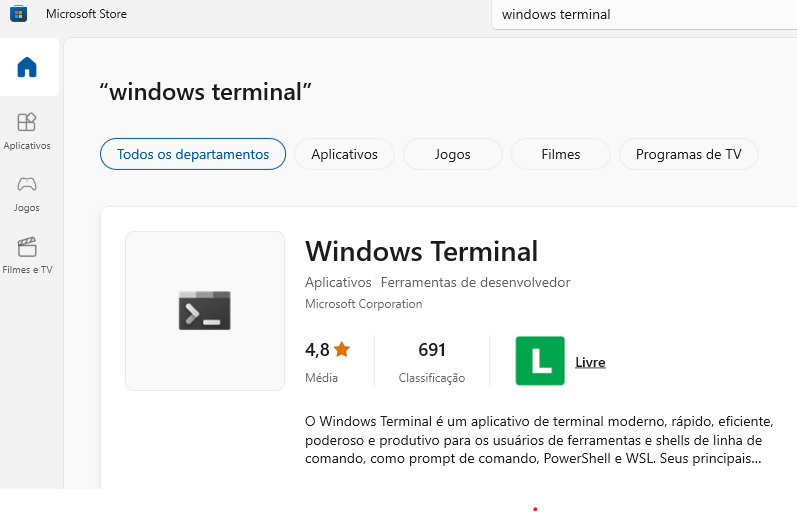 Microsoft Store
windows terminal
Aplicativos
Jogos
Filmes e TV
“windows terminal”
Todos os departamentos
Aplicativos
Jogos
Filmes
Programas de TV
Windows Terminal
Aplicativos
Ferramentas de desenvolvedor
Microsoft Corporation
4,8
Média
691
Classificação
L
Livre
O Windows Terminal é um aplicativo de terminal moderno, rápido, eficiente,
poderoso e produtivo para os usuários de ferramentas e shells de linha de
comando, como prompt de comando, PowerShell e WSL. Seus principais...